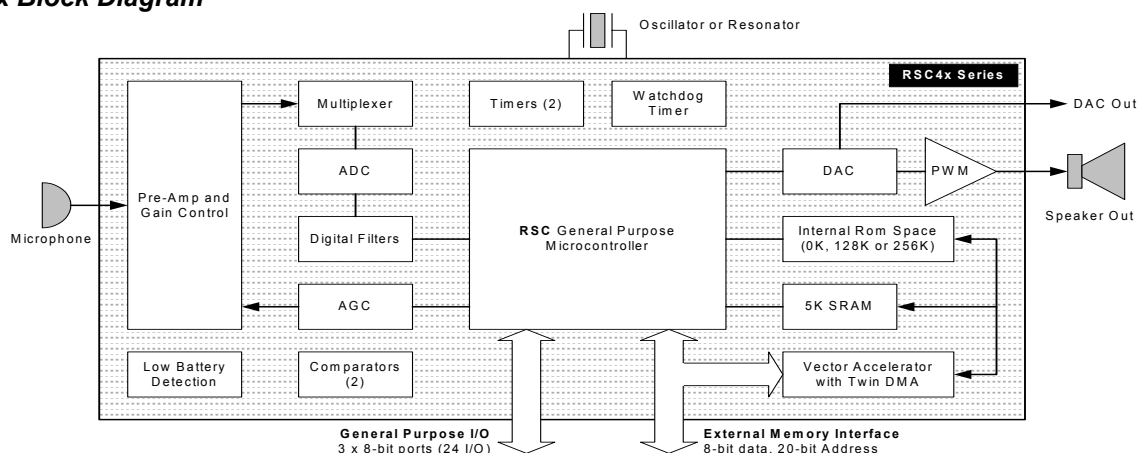 x Block Diagram
Oscillator or Resonator
RSC4x Series
Multiplexer
Timers (2)
Watchdog
Timer
DAC Out
ADC
DAC
PWM
Pre-Amp and
Gain Control
Microphone
Speaker Out
Digital Filters
RSC General Purpose
Microcontroller
Internal Rom Space
(0K, 128K or 256K)
AGC
5K SRAM
Low Battery
Detection
Comparators
(2)
Vector Accelerator
with Twin DMA
General Purpose I/O
3 x 8-bit ports (24 I/O)
External Memory Interface
8-bit data, 20-bit Address